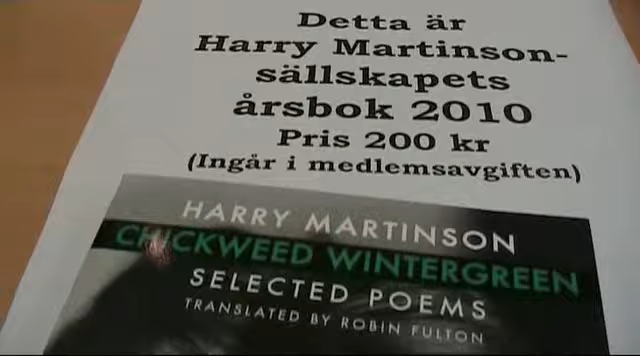 Detta är
Harry Martinson-
sällskapets
årsbok 2010
Pris 200 kr
(Ingår i medlemsavgiften)
HARRY MARTINSON
CHICKWEED WINTERGREEN
SELECTED POEMS
TRANSLATED BY ROBIN FULTON